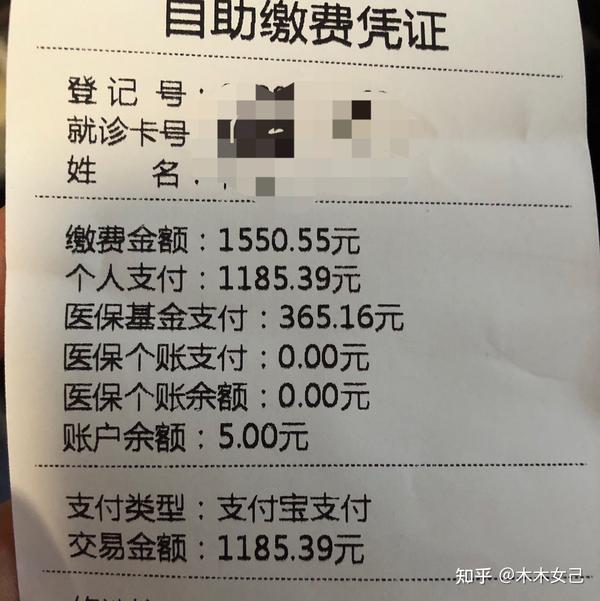 自助缴费凭证
登 记 号:
就诊卡号
姓 名:
缴费金额:1550.55元
个人支付:1185.39元
医保基金支付:365.16元
医保个账支付:0.00元
医保个账余额:0.00元
账户余额:5.00元
支付类型:支付宝支付
交易金额:1185.39元
知乎 @木木女己